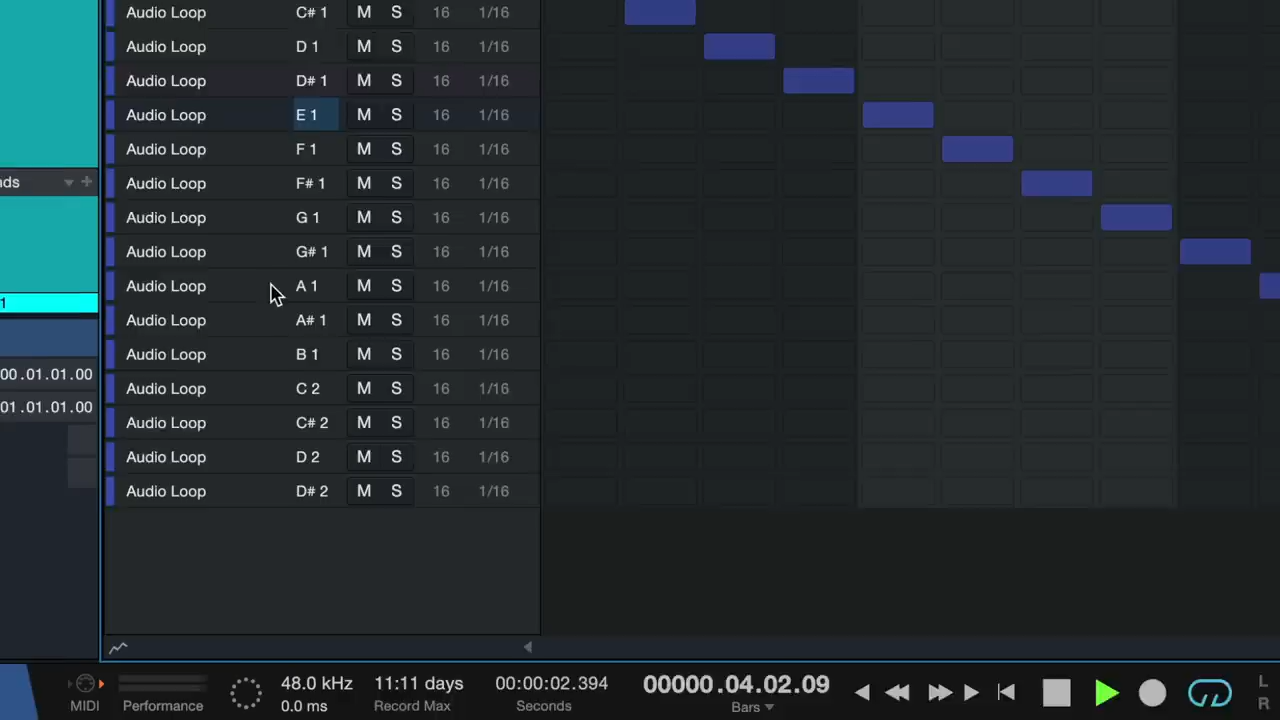 Audio Loop C# 1 M S 16 1/16
Audio Loop D 1 M S 16 1/16
Audio Loop D# 1 M S 16 1/16
Audio Loop E 1 M S 16 1/16
Audio Loop F 1 M S 16 1/16
nds Audio Loop F# 1 M S 16 1/16
Audio Loop G 1 M S 16 1/16
Audio Loop G# 1 M S 16 1/16
Audio Loop A 1 M S 16 1/16
1
Audio Loop A# 1 M S 16 1/16
Audio Loop B 1 M S 16 1/16
00.01.01.00
Audio Loop C 2 M S 16 1/16
01.01.01.00
Audio Loop C# 2 M S 16 1/16
Audio Loop D 2 M S 16 1/16
Audio Loop D# 2 M S 16 1/16
48.0 kHz 11:11 days 00:00:02.394 00000.04.02.09 L
MIDI Performance 0.0 ms Record Max Seconds Bars R